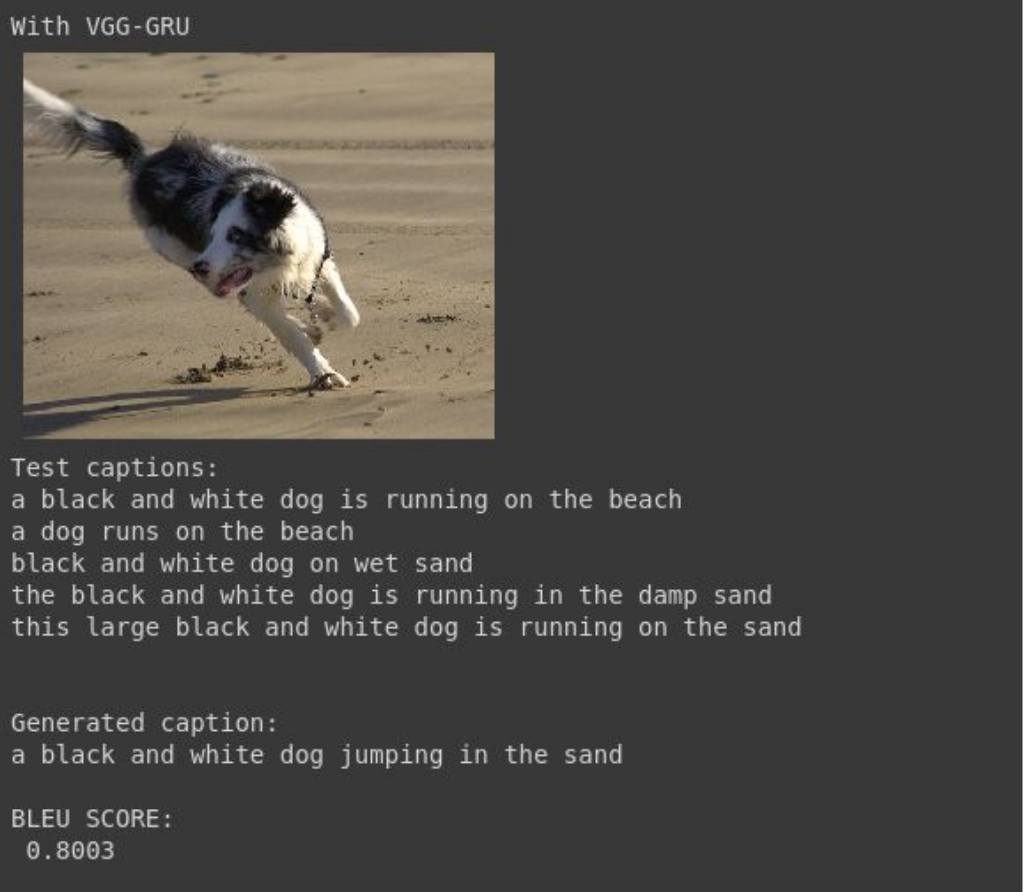 With VGG-GRU
Test captions:
a black and white dog is running on the beach
a dog runs on the beach
black and white dog on wet sand
the black and white dog is running in the damp sand
this large black and white dog is running on the sand
Generated caption:
a black and white dog jumping in the sand
BLEU SCORE:
0.8003